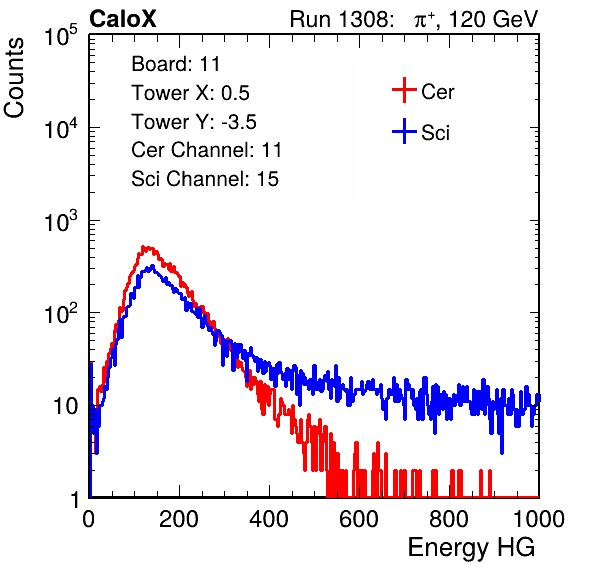 CaloX Run 1308: π⁺, 120 GeV
Counts
Board: 11
Tower X: 0.5
Tower Y: -3.5
Cer Channel: 11
Sci Channel: 15
Cer
Sci
10⁵
10⁴
10³
10²
10
1
0 200 400 600 800 1000
Energy HG